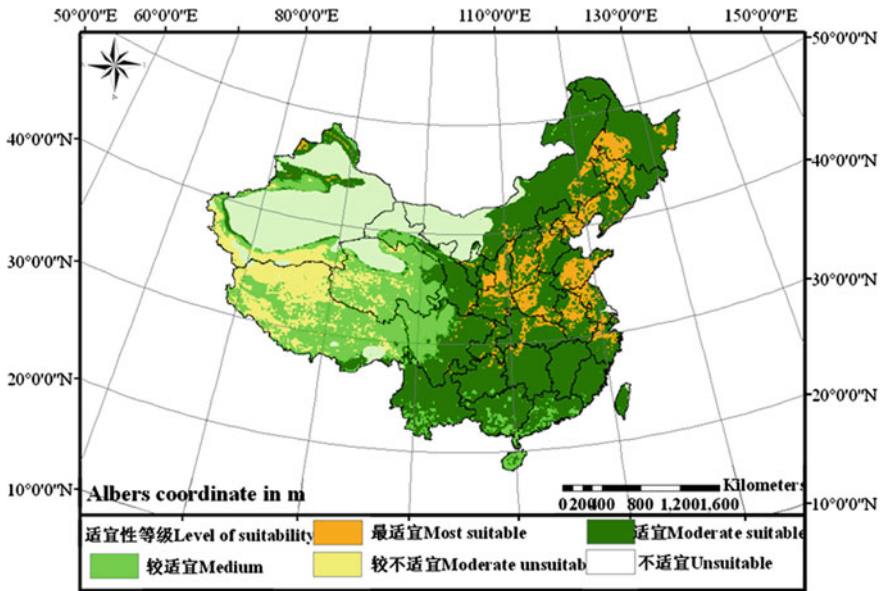 50°0'0"N 60°0'0"E 80°0'0"E 110°0'0"E 130°0'0"E 150°0'0"E
50°0'0"N
40°0'0"N 40°0'0"N
30°0'0"N 30°0'0"N
20°0'0"N 20°0'0"N
10°0'0"N 10°0'0"N
Albers coordinate in m
Kilometers
0 200 400 800 1,200 1,600
适宜性等级Level of suitability 最适宜Most suitable 适宜Moderate suitable
较适宜Medium 较不适宜Moderate unsuitab 不适宜Unsuitable